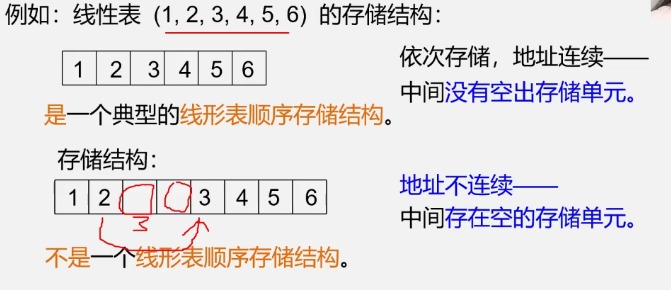 例如：线性表（1, 2, 3, 4, 5, 6）的存储结构：
1 2 3 4 5 6
依次存储，地址连续——
中间没有空出存储单元。
是一个典型的线形表顺序存储结构。
存储结构：
1 2 3 4 5 6
3
地址不连续——
中间存在空的存储单元。
不是一个线形表顺序存储结构。